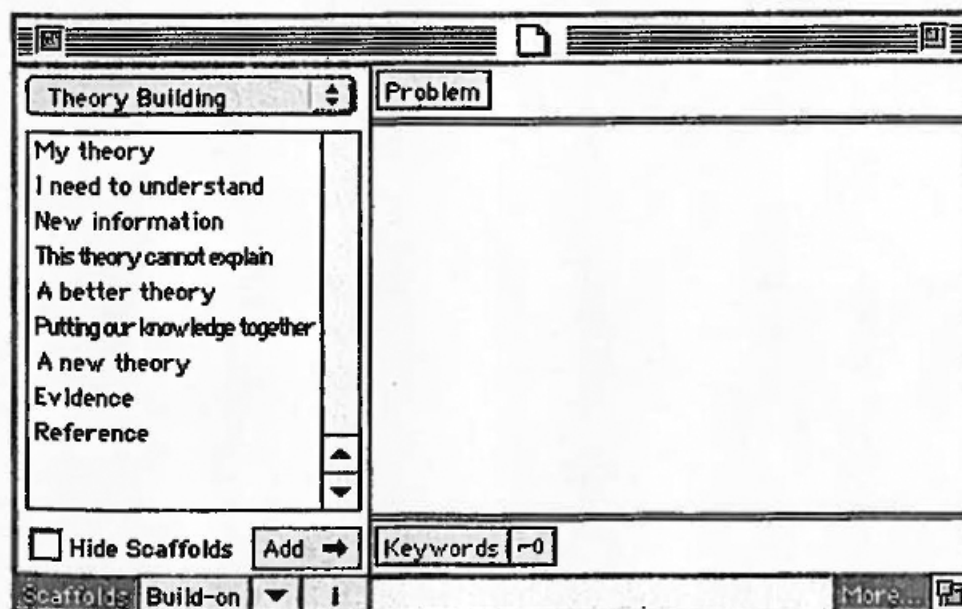 Theory Building
Problem
My theory
I need to understand
New information
This theory cannot explain
A better theory
Putting our knowledge together
A new theory
Evidence
Reference
Hide Scaffolds
Add
Keywords
Scaffolds
Build-on
More...